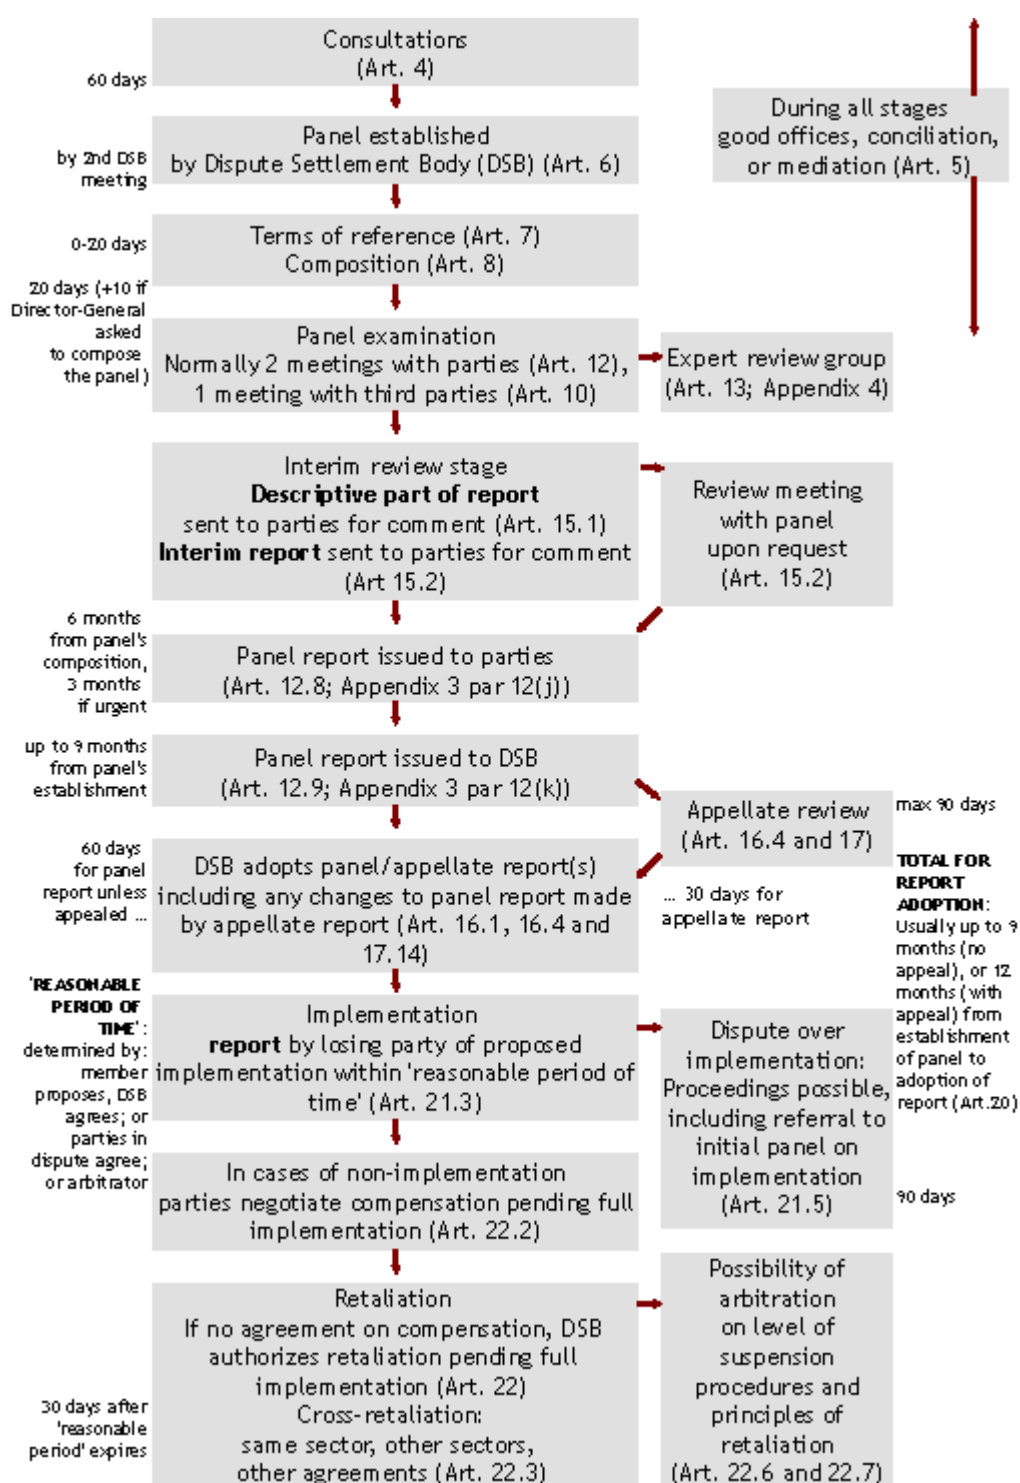 Consultations
(Art. 4)
60 days
During all stages
good offices, conciliation,
or mediation (Art. 5)
Panel established
by Dispute Settlement Body (DSB) (Art. 6)
by 2nd DSB
meeting
Terms of reference (Art. 7)
Composition (Art. 8)
0-20 days
20 days (+10 if
Director-General
asked
to compose
the panel)
Panel examination
Normally 2 meetings with parties (Art. 12),
1 meeting with third parties (Art. 10)
Expert review group
(Art. 13; Appendix 4)
Interim review stage
Descriptive part of report
sent to parties for comment (Art. 15.1)
Interim report sent to parties for comment
(Art 15.2)
Review meeting
with panel
upon request
(Art. 15.2)
6 months
from panel's
composition,
3 months
if urgent
Panel report issued to parties
(Art. 12.8; Appendix 3 par 12(j))
up to 9 months
from panel's
establishment
Panel report issued to DSB
(Art. 12.9; Appendix 3 par 12(k))
Appellate review
(Art. 16.4 and 17)
max 90 days
60 days
for panel
report unless
appealed ...
DSB adopts panel/appellate report(s)
including any changes to panel report made
by appellate report (Art. 16.1, 16.4 and
17.14)
... 30 days for
appellate report
TOTAL FOR
REPORT
ADOPTION:
Usually up to 9
months (no
appeal), or 12
months (with
appeal) from
establishment
of panel to
adoption of
report (Art.20)
'REASONABLE
PERIOD OF
TIME':
determined by:
member
proposes, DSB
agrees; or
parties in
dispute agree;
or arbitrator
Implementation
report by losing party of proposed
implementation within 'reasonable period of
time' (Art. 21.3)
Dispute over
implementation:
Proceedings possible,
including referral to
initial panel on
implementation
(Art. 21.5)
90 days
In cases of non-implementation
parties negotiate compensation pending full
implementation (Art. 22.2)
Retaliation
If no agreement on compensation, DSB
authorizes retaliation pending full
implementation (Art. 22)
Cross-retaliation:
same sector, other sectors,
other agreements (Art. 22.3)
30 days after
'reasonable
period' expires
Possibility of
arbitration
on level of
suspension
procedures and
principles of
retaliation
(Art. 22.6 and 22.7)